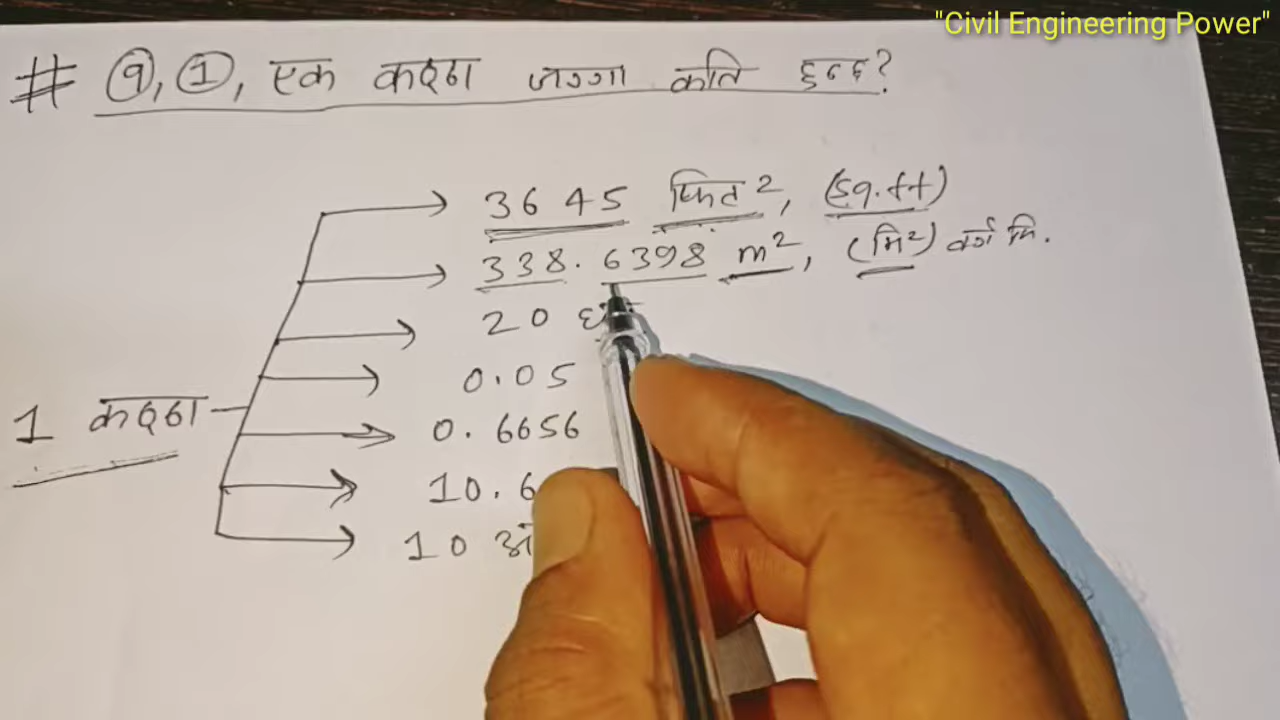 "Civil Engineering Power"
# (१), (1), एक कठ्ठा जग्गा कति हुन्छ?
3645 फिट², (sq.ft)
338.6398 m², (मि²) वर्ग मि.
20
0.05
1 कठ्ठा
0.6656
10.6
10